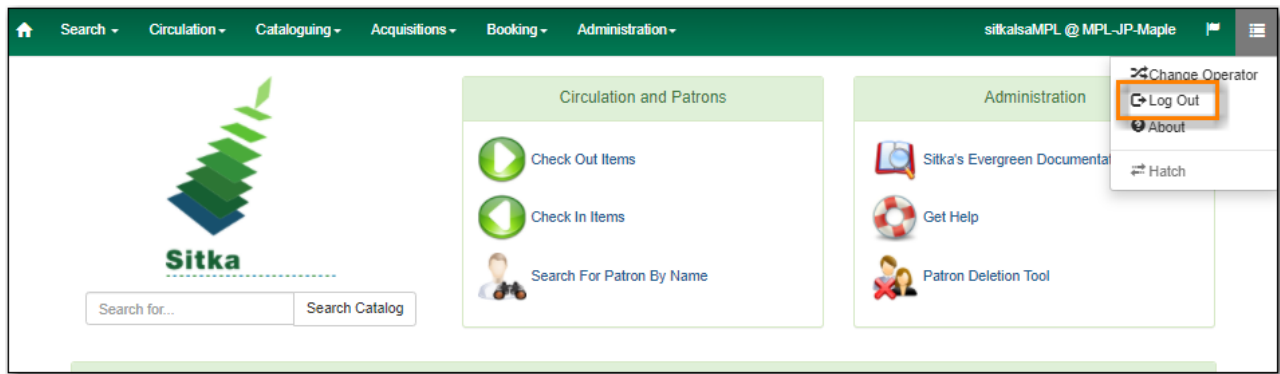 Search Circulation Cataloguing Acquisitions Booking Administration sitkalsaMPL @ MPL-JP-Maple
Change Operator
Log Out
About
Hatch
Circulation and Patrons
Check Out Items
Check In Items
Search For Patron By Name
Administration
Sitka's Evergreen Documentat
Get Help
Patron Deletion Tool
Sitka
Search for... Search Catalog